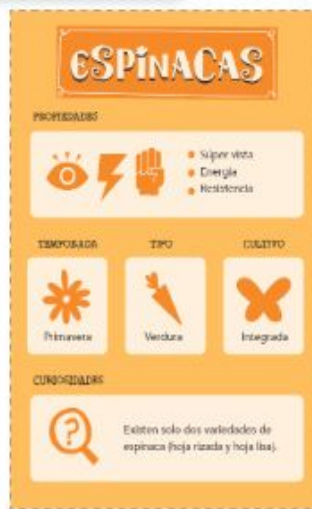 ESPINACAS
PROPIEDADES
Súper vista
Energía
Resistencia
TEMPORADA TIPO CULTIVO
Primavera Verdura Integrada
CURIOSIDADES
Existen solo dos variedades de
espinaca (hoja rizada y hoja lisa).